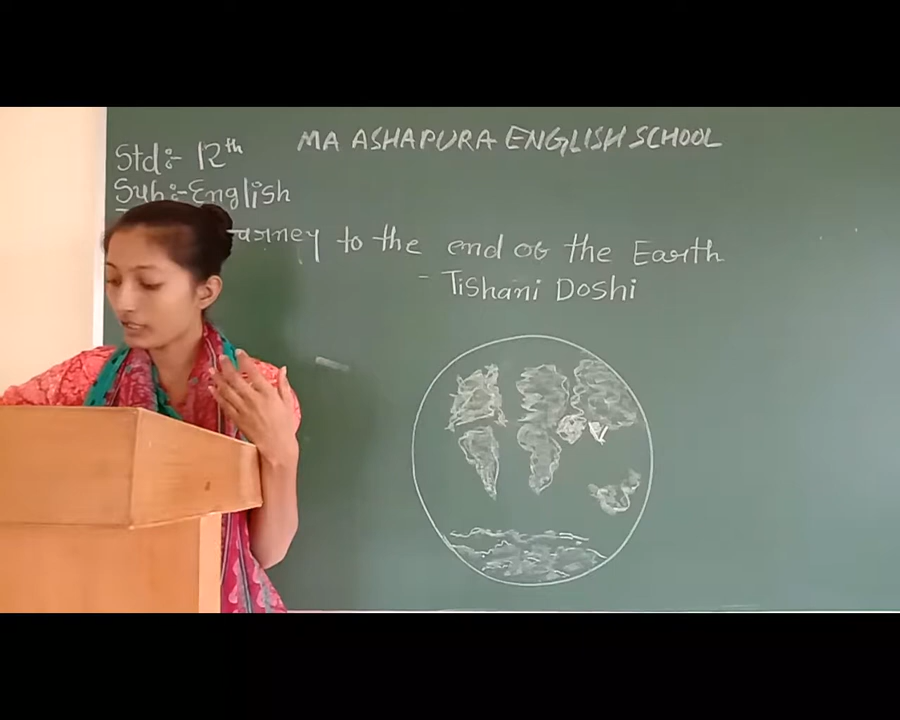 MA ASHAPURA ENGLISH SCHOOL
Std:- 12th
Sub:- English
to the end of the Earth
- Tishani Doshi